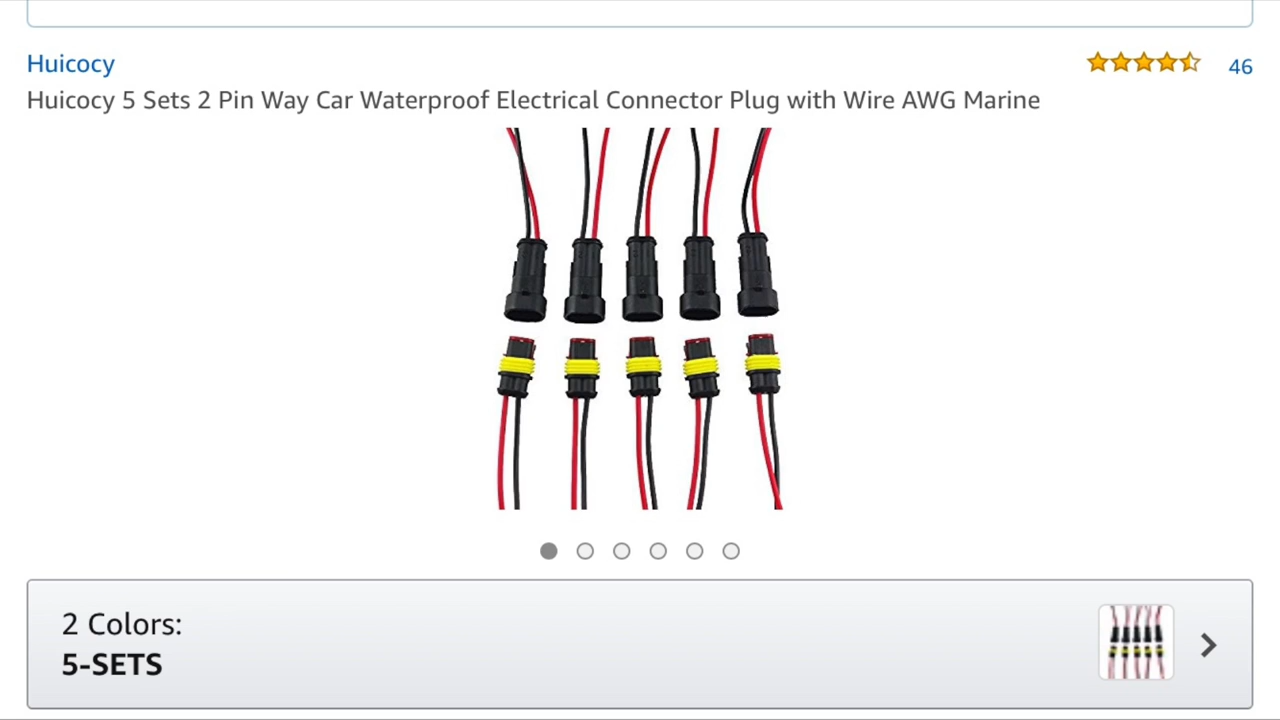 Huicocy
46
Huicocy 5 Sets 2 Pin Way Car Waterproof Electrical Connector Plug with Wire AWG Marine
2 Colors:
5-SETS